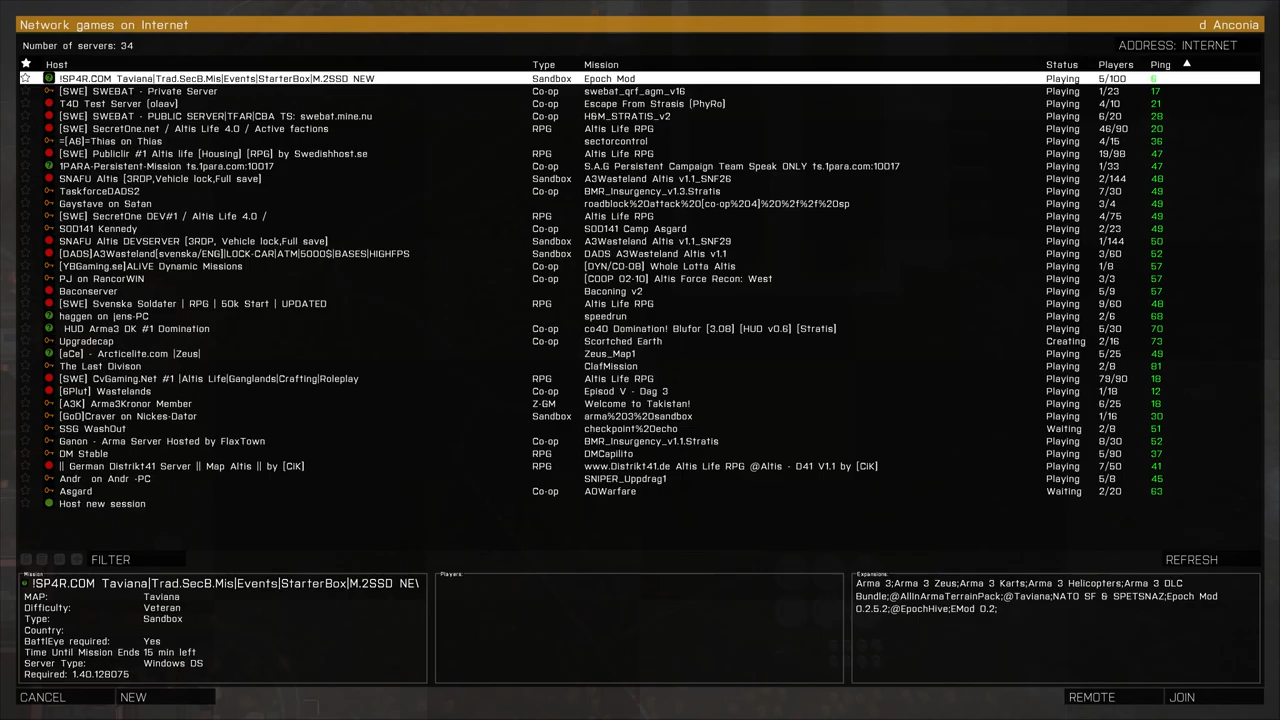 Network games on Internet d Anconia
Number of servers: 34
ADDRESS: INTERNET
Host Type Mission Status Players Ping
!SP4R.COM Taviana|Trad.SecB.Mis|Events|StarterBox|M.2SSD NEW Sandbox Epoch Mod Playing 5/100 6
[SWE] SWEBAT - Private Server Co-op swebat_qrf_agm_v16 Playing 1/23 17
T4D Test Server [olaav] Co-op Escape From Strasis [PhyRo] Playing 4/10 21
[SWE] SWEBAT - PUBLIC SERVER|TFAR|CBA TS: swebat.mine.nu Co-op H&M_STRATIS_v2 Playing 6/20 28
[SWE] SecretOne.net / Altis Life 4.0 / Active factions RPG Altis Life RPG Playing 46/90 20
=[A6]=Thias on Thias sectorcontrol Playing 4/15 36
[SWE] Publiclir #1 Altis life [Housing] [RPG] by Swedishhost.se RPG Altis Life RPG Playing 19/98 47
1PARA-Persistent-Mission ts.1para.com:10017 Co-op S.A.G Persistent Campaign Team Speak ONLY ts.1para.com:10017 Playing 1/33 47
SNAFU Altis [3RDP,Vehicle lock,Full save] Sandbox A3Wasteland Altis v1.1_SNF26 Playing 2/144 48
TaskforceDADS2 Co-op BMR_Insurgency_v1.3.Stratis Playing 7/30 49
Gaystave on Satan roadblock%20attack%20[co-op%204]%20%2f%2f%20sp Playing 3/4 49
[SWE] SecretOne DEV#1 / Altis Life 4.0 / RPG Altis Life RPG Playing 4/75 49
SOD141 Kennedy Co-op SOD141 Camp Asgard Playing 2/23 49
SNAFU Altis DEVSERVER [3RDP, Vehicle lock,Full save] Sandbox A3Wasteland Altis v1.1_SNF29 Playing 1/144 50
[DADS]A3Wasteland[svenska/ENG]|LOCK-CAR|ATM|5000$|BASES|HIGHFPS Sandbox DADS A3Wasteland Altis v1.1 Playing 3/60 52
[YBGaming.se]ALiVE Dynamic Missions Co-op [DYN/CO-08] Whole Lotta Altis Playing 1/8 57
PJ on RancorWIN Co-op [COOP 02-10] Altis Force Recon: West Playing 3/3 57
Baconserver Baconing v2 Playing 5/9 57
[SWE] Svenska Soldater | RPG | 50k Start | UPDATED RPG Altis Life RPG Playing 9/60 48
haggen on jens-PC speedrun Playing 2/6 68
HUD Arma3 DK #1 Domination Co-op co40 Domination! Blufor [3.08] [HUD v0.6] [Stratis] Playing 5/30 70
Upgradecap Co-op Scortched Earth Creating 2/16 73
[aCe] - Arcticelite.com |Zeus| Zeus_Map1 Playing 5/25 49
The Last Divison ClafMission Playing 2/8 81
[SWE] CvGaming.Net #1 |Altis Life|Ganglands|Crafting|Roleplay RPG Altis Life RPG Playing 79/90 18
[6Plut] Wastelands Co-op Episod V - Dag 3 Playing 1/18 12
[A3K] Arma3Kronor Member Z-GM Welcome to Takistan! Playing 6/25 18
[GoD]Craver on Nickes-Dator Sandbox arma%203%20sandbox Playing 1/16 30
SSG WashOut checkpoint%20echo Waiting 2/8 51
Ganon - Arma Server Hosted by FlaxTown Co-op BMR_Insurgency_v1.1.Stratis Playing 8/30 52
DM Stable RPG DMCapilito Playing 5/90 37
|| German Distrikt41 Server || Map Altis || by [CiK] RPG www.Distrikt41.de Altis Life RPG @Altis - D41 V1.1 by [CiK] Playing 7/50 41
Andr on Andr -PC SNIPER_Uppdrag1 Playing 5/8 45
Asgard Co-op AOWarfare Waiting 2/20 63
Host new session
FILTER REFRESH
Mission Players: Expansions:
!SP4R.COM Taviana|Trad.SecB.Mis|Events|StarterBox|M.2SSD NEW
MAP: Taviana
Difficulty: Veteran
Type: Sandbox
Country:
BattlEye required: Yes
Time Until Mission Ends 15 min left
Server Type: Windows DS
Required: 1.40.128075
Arma 3;Arma 3 Zeus;Arma 3 Karts;Arma 3 Helicopters;Arma 3 DLC
Bundle;@AllInArmaTerrainPack;@Taviana;NATO SF & SPETSNAZ;Epoch Mod
0.2.5.2;@EpochHive;EMod 0.2;
CANCEL NEW REMOTE JOIN